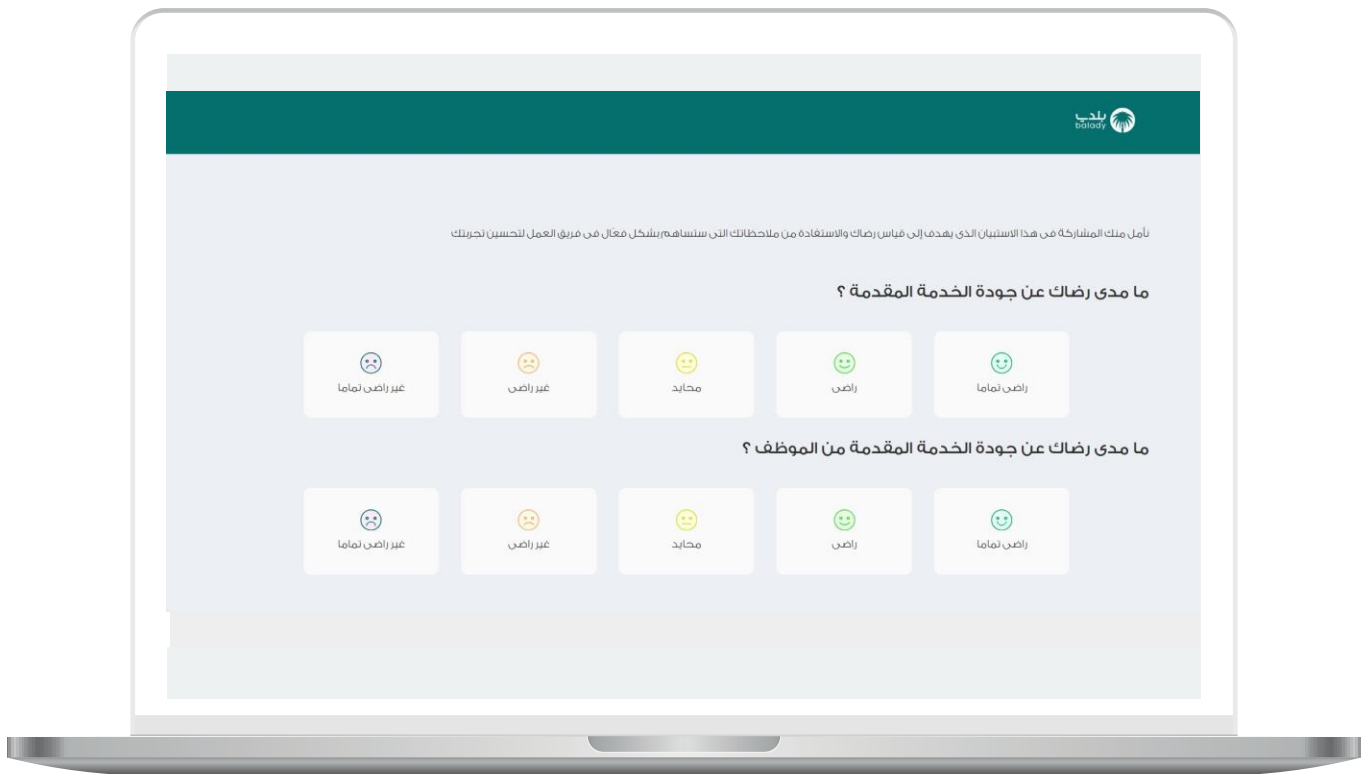 بلدي
balady
نأمل منك المشاركة في هذا الاستبيان الذي يهدف إلى قياس رضاك والاستفادة من ملاحظاتك التي ستساهم بشكل فعّال في فريق العمل لتحسين تجربتك
ما مدى رضاك عن جودة الخدمة المقدمة ؟
راضي تماما راضي محايد غير راضي غير راضي تماما
ما مدى رضاك عن جودة الخدمة المقدمة من الموظف ؟
راضي تماما راضي محايد غير راضي غير راضي تماما